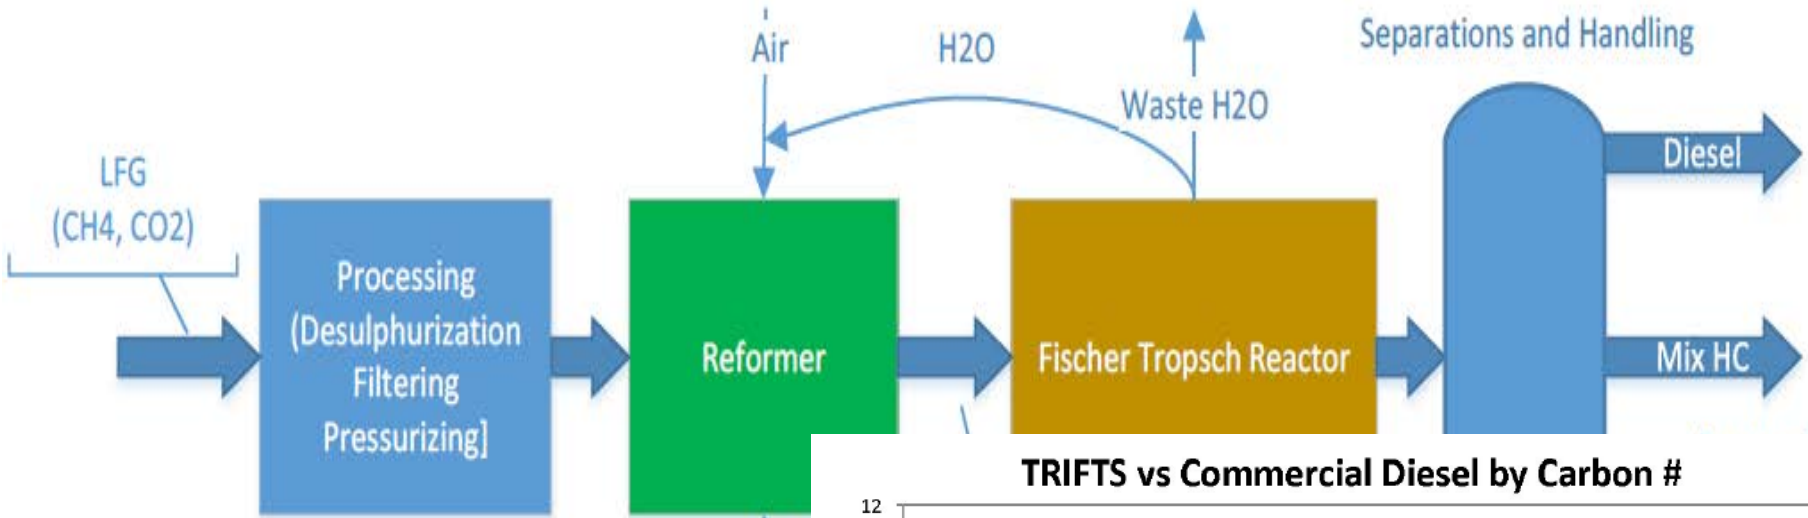 Air
H2O
Waste H2O
Separations and Handling
LFG
(CH4, CO2)
Processing
(Desulphurization
Filtering
Pressurizing]
Reformer
Fischer Tropsch Reactor
Diesel
Mix HC
TRIFTS vs Commercial Diesel by Carbon #
12